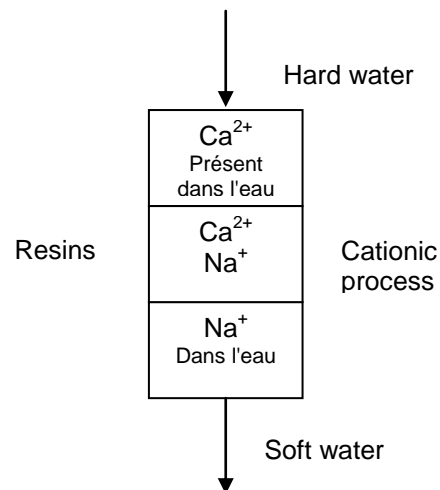 Hard water
Ca²⁺
Présent
dans l'eau
Resins
Ca²⁺
Na⁺
Cationic
process
Na⁺
Dans l'eau
Soft water